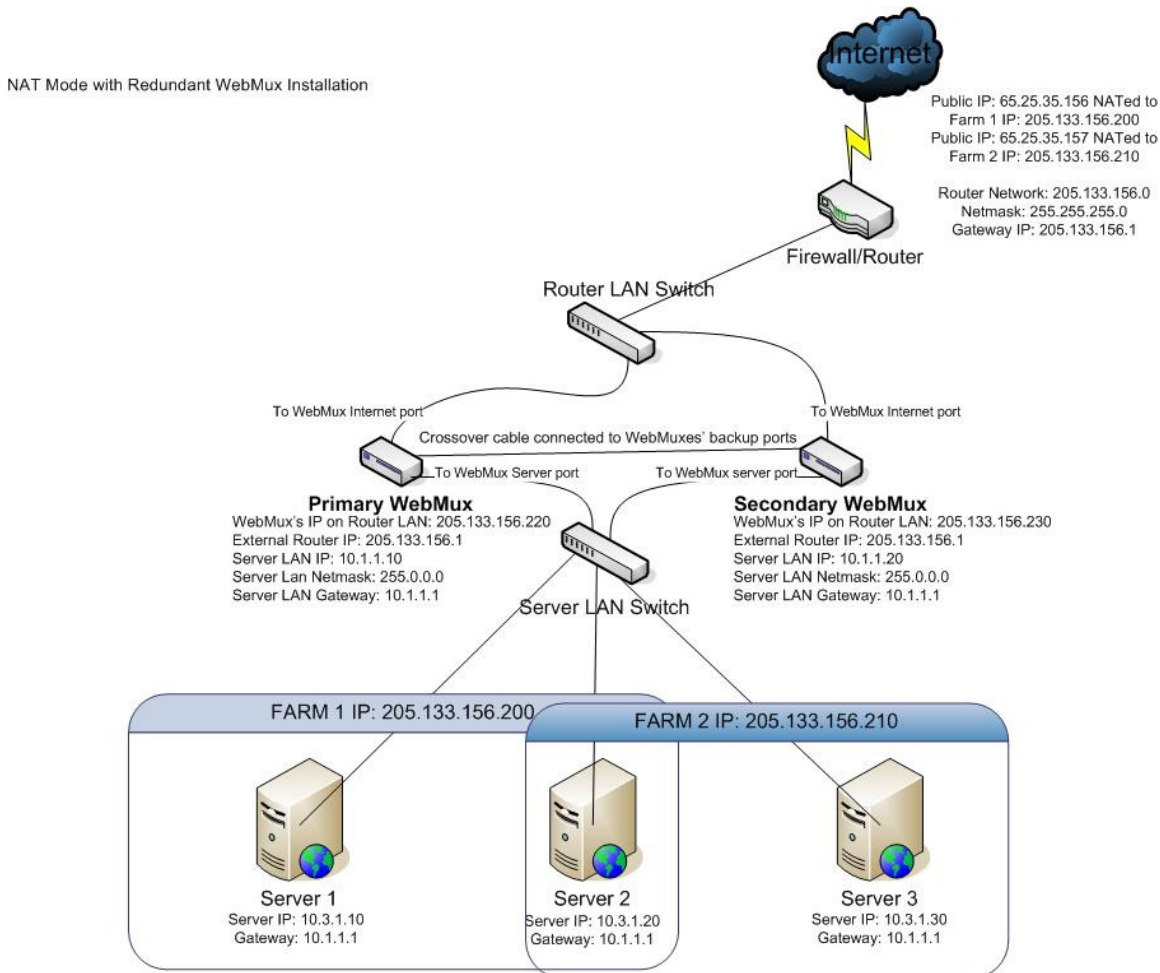 Internet
NAT Mode with Redundant WebMux Installation
Public IP: 65.25.35.156 NATed to
Farm 1 IP: 205.133.156.200
Public IP: 65.25.35.157 NATed to
Farm 2 IP: 205.133.156.210
Router Network: 205.133.156.0
Netmask: 255.255.255.0
Gateway IP: 205.133.156.1
Firewall/Router
Router LAN Switch
To WebMux Internet port
To WebMux Internet port
Crossover cable connected to WebMuxes' backup ports
To WebMux Server port
To WebMux server port
Primary WebMux
WebMux's IP on Router LAN: 205.133.156.220
External Router IP: 205.133.156.1
Server LAN IP: 10.1.1.10
Server Lan Netmask: 255.0.0.0
Server LAN Gateway: 10.1.1.1
Secondary WebMux
WebMux's IP on Router LAN: 205.133.156.230
External Router IP: 205.133.156.1
Server LAN IP: 10.1.1.20
Server LAN Netmask: 255.0.0.0
Server LAN Gateway: 10.1.1.1
Server LAN Switch
FARM 1 IP: 205.133.156.200
FARM 2 IP: 205.133.156.210
Server 1
Server IP: 10.3.1.10
Gateway: 10.1.1.1
Server 2
Server IP: 10.3.1.20
Gateway: 10.1.1.1
Server 3
Server IP: 10.3.1.30
Gateway: 10.1.1.1